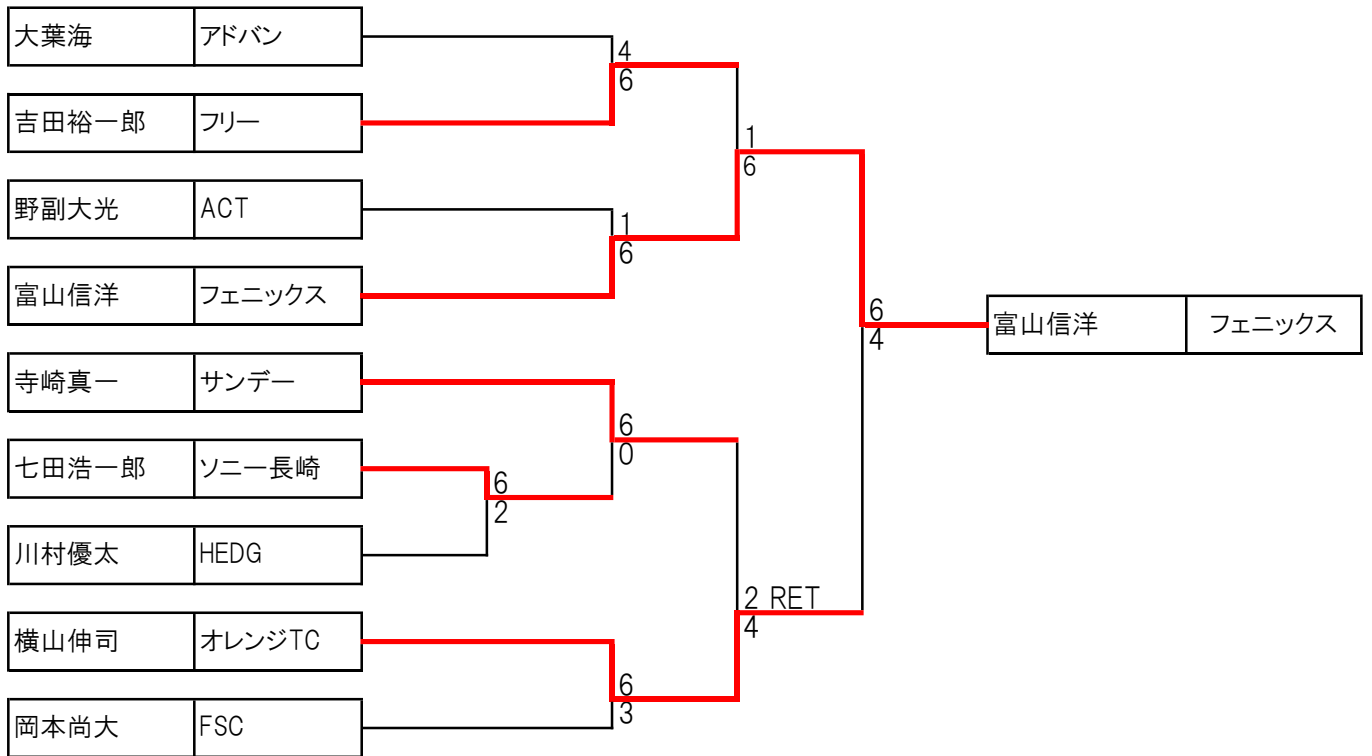 大葉海 アドバン
4
6
吉田裕一郎 フリー
1
6
野副大光 ACT
1
6
富山信洋 フェニックス
6
4
富山信洋 フェニックス
寺崎真一 サンデー
6
0
七田浩一郎 ソニー長崎
6
2
川村優太 HEDG
2 RET
4
横山伸司 オレンジTC
6
3
岡本尚大 FSC